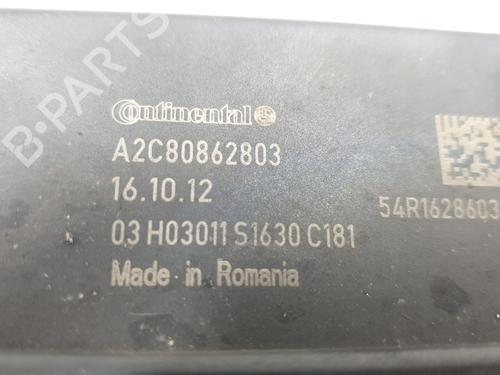 Continental
A2C80862803
16.10.12
54R1628603
03 H03011 S1630 C181
Made in Romania
B-PARTS